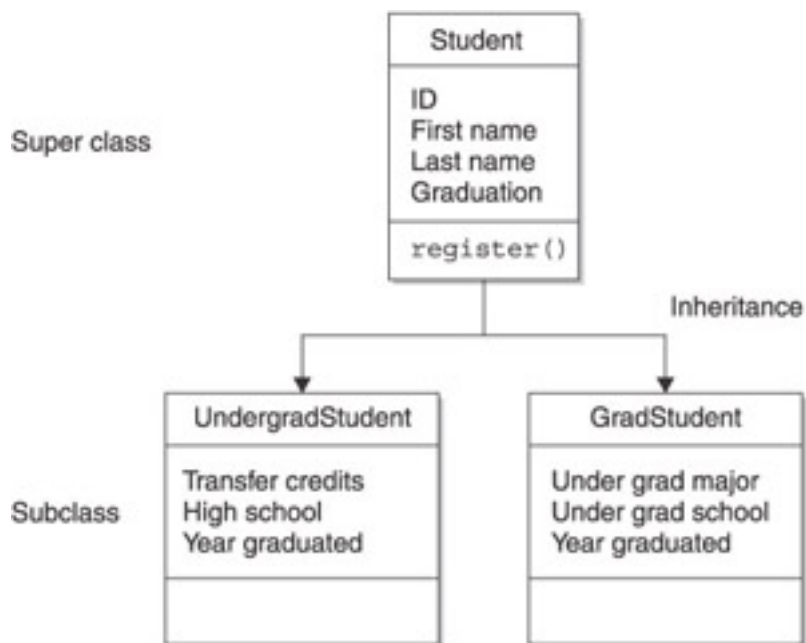 Student
ID
First name
Last name
Graduation
register()
Super class
Inheritance
UndergradStudent
Transfer credits
High school
Year graduated
GradStudent
Under grad major
Under grad school
Year graduated
Subclass